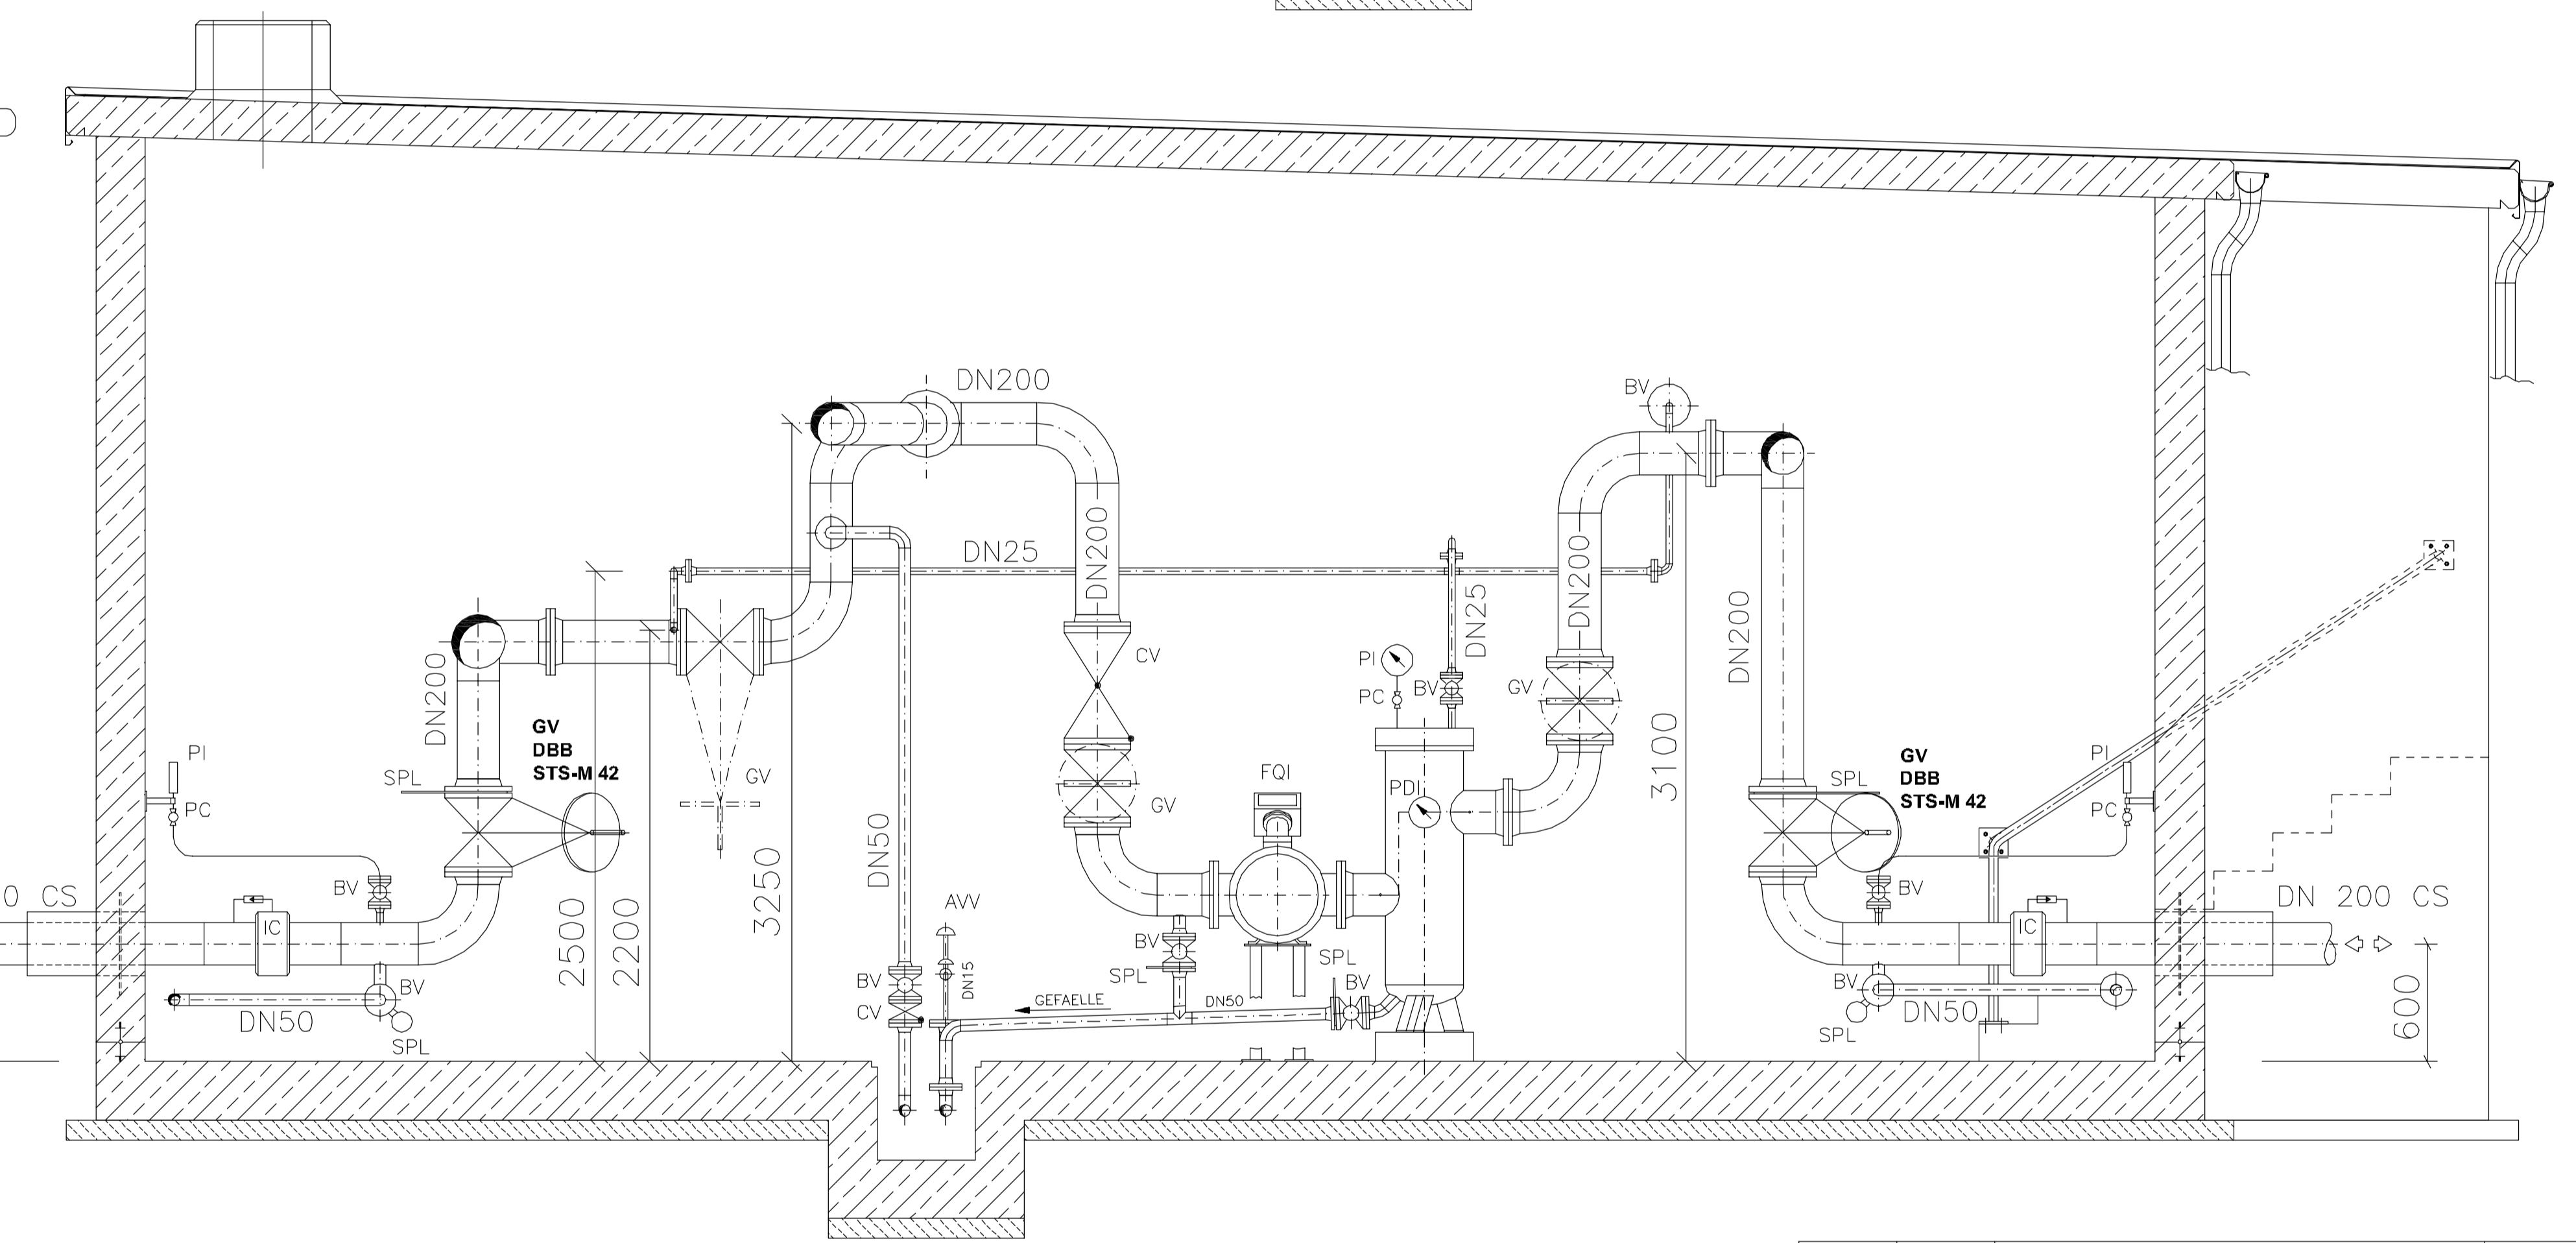 DN200
BV
DN200
DN25
DN200
DN200
DN25
DN200
DN200
CV
PI
PC
BV
GV
3100
GV
DBB
STS-M 42
GV
DBB
STS-M 42
PI
PC
SPL
GV
GV
FQI
PDI
SPL
PI
PC
3250
DN50
BV
BV
0 CS
IC
2500
2200
AVV
DN15
BV
SPL
SPL
BV
IC
DN 200 CS
BV
DN50
SPL
BV
CV
GEFAELLE
DN50
BV
DN50
SPL
600